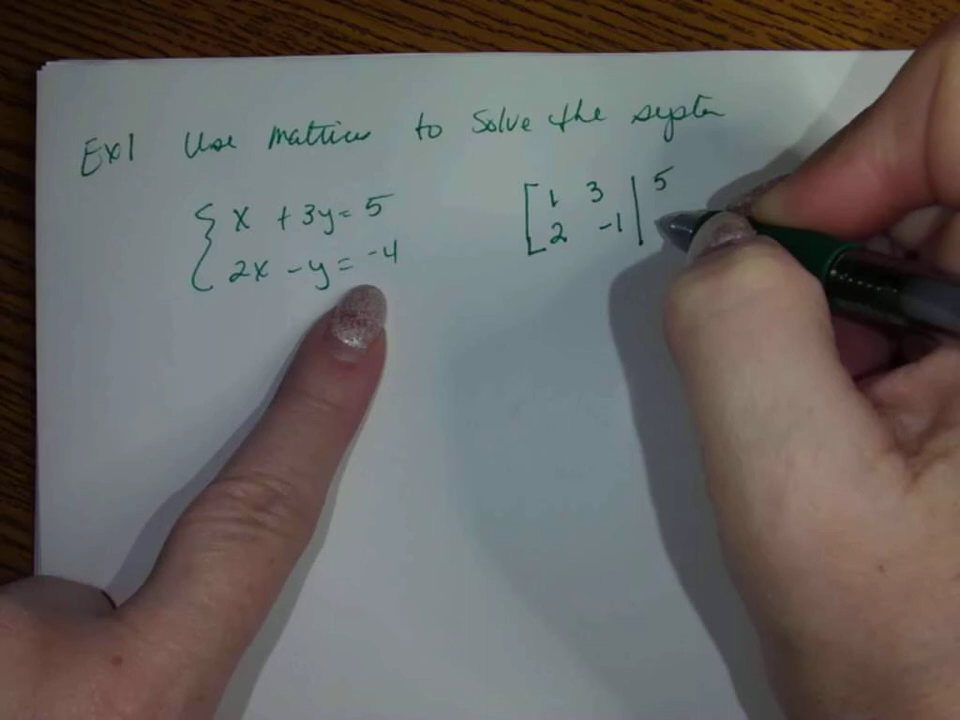 Ex1 Use matrices to solve the system
x + 3y = 5
2x - y = -4
[1 3 | 5
[2 -1 |